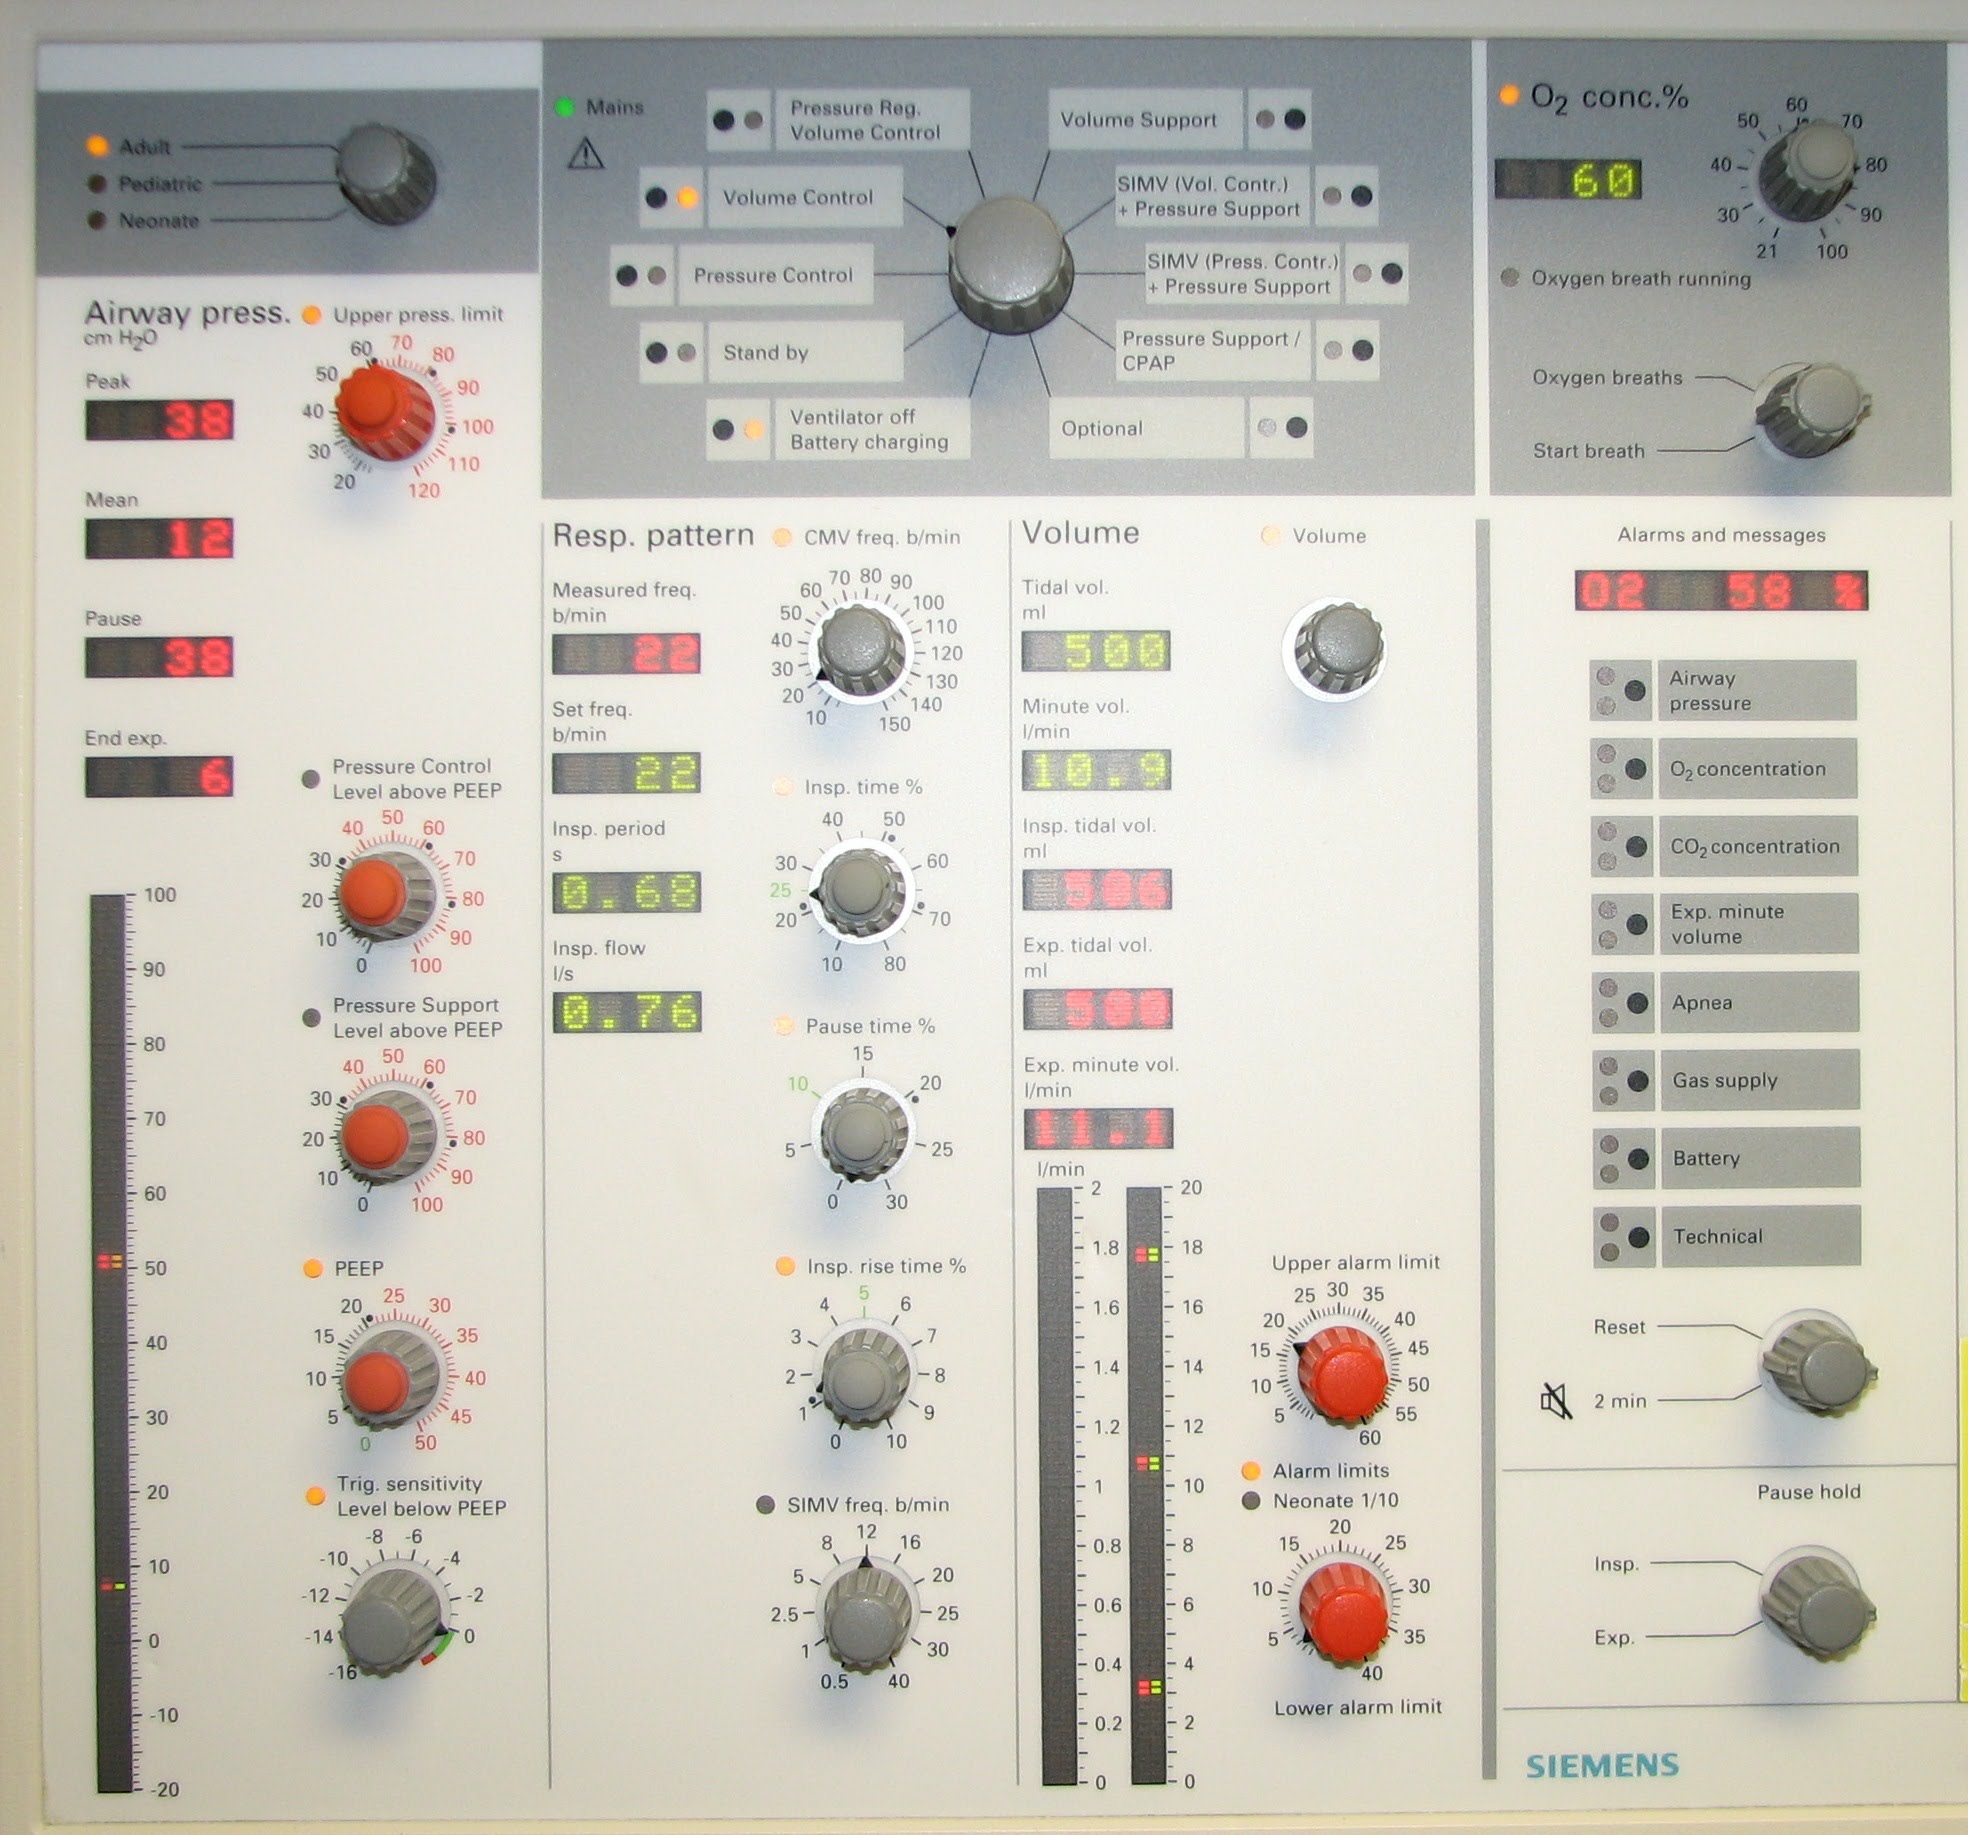 Adult
Pediatric
Neonate
Mains
Pressure Reg.
Volume Control
Volume Control
Pressure Control
Stand by
Ventilator off
Battery charging
Volume Support
SIMV (Vol. Contr.)
+ Pressure Support
SIMV (Press. Contr.)
+ Pressure Support
Pressure Support /
CPAP
Optional
O₂ conc.%
60
21 30 40 50 60 70 80 90 100
Oxygen breath running
Oxygen breaths
Start breath
Airway press.
cm H₂O
Peak
38
Mean
12
Pause
38
End exp.
6
100
90
80
70
60
50
40
30
20
10
0
-10
-20
Upper press. limit
20 30 40 50 60 70 80 90 100 110 120
Pressure Control
Level above PEEP
0 10 20 30 40 50 60 70 80 90 100
Pressure Support
Level above PEEP
0 10 20 30 40 50 60 70 80 90 100
PEEP
0 5 10 15 20 25 30 35 40 45 50
Trig. sensitivity
Level below PEEP
-16 -14 -12 -10 -8 -6 -4 -2 0
Resp. pattern
Measured freq.
b/min
22
Set freq.
b/min
22
Insp. period
s
0.68
Insp. flow
l/s
0.76
CMV freq. b/min
10 20 30 40 50 60 70 80 90 100 110 120 130 140 150
Insp. time %
10 20 25 30 40 50 60 70 80
Pause time %
0 5 10 15 20 25 30
Insp. rise time %
0 1 2 3 4 5 6 7 8 9 10
SIMV freq. b/min
0.5 1 2.5 5 8 12 16 20 25 30 40
Volume
Tidal vol.
ml
500
Minute vol.
l/min
10.9
Insp. tidal vol.
ml
506
Exp. tidal vol.
ml
500
Exp. minute vol.
l/min
11.1
l/min
2 20
1.8 18
1.6 16
1.4 14
1.2 12
1 10
0.8 8
0.6 6
0.4 4
0.2 2
0 0
Volume
Upper alarm limit
5 10 15 20 25 30 35 40 45 50 55 60
Alarm limits
Neonate 1/10
5 10 15 20 25 30 35 40
Lower alarm limit
Alarms and messages
O2 58 %
Airway
pressure
O₂ concentration
CO₂ concentration
Exp. minute
volume
Apnea
Gas supply
Battery
Technical
Reset
2 min
Pause hold
Insp.
Exp.
SIEMENS